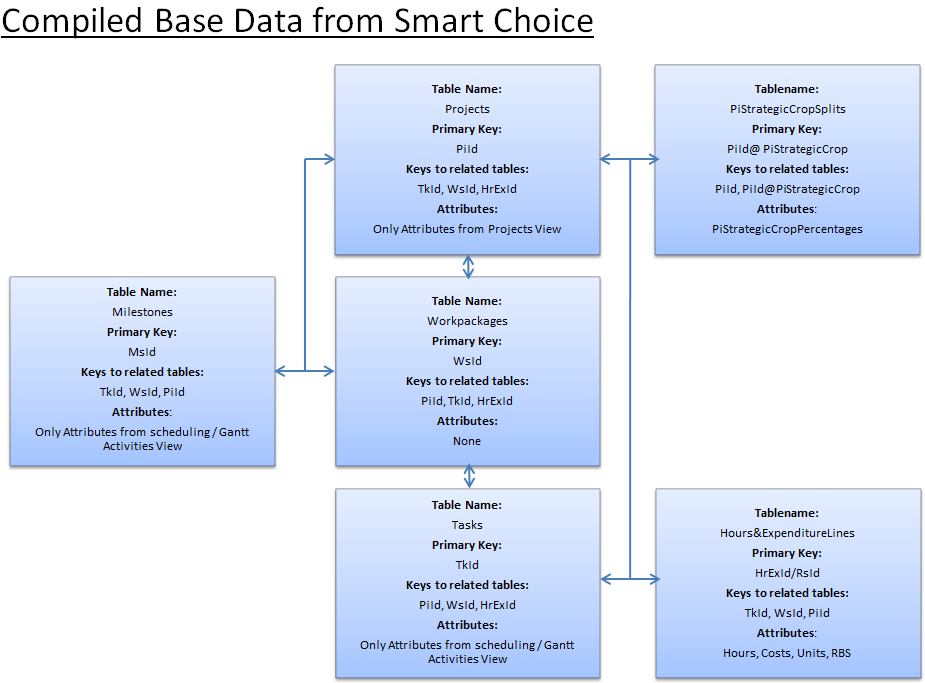 Compiled Base Data from Smart Choice
Table Name:
Projects
Primary Key:
PiId
Keys to related tables:
TkId, WsId, HrExId
Attributes:
Only Attributes from Projects View
Tablename:
PiStrategicCropSplits
Primary Key:
PiId@ PiStrategicCrop
Keys to related tables:
PiId, PiId@PiStrategicCrop
Attributes:
PiStrategicCropPercentages
Table Name:
Milestones
Primary Key:
MsId
Keys to related tables:
TkId, WsId, PiId
Attributes:
Only Attributes from scheduling / Gantt
Activities View
Table Name:
Workpackages
Primary Key:
WsId
Keys to related tables:
PiId, TkId, HrExId
Attributes:
None
Table Name:
Tasks
Primary Key:
TkId
Keys to related tables:
PiId, WsId, HrExId
Attributes:
Only Attributes from scheduling / Gantt
Activities View
Tablename:
Hours&ExpenditureLines
Primary Key:
HrExId/RsId
Keys to related tables:
TkId, WsId, PiId
Attributes:
Hours, Costs, Units, RBS